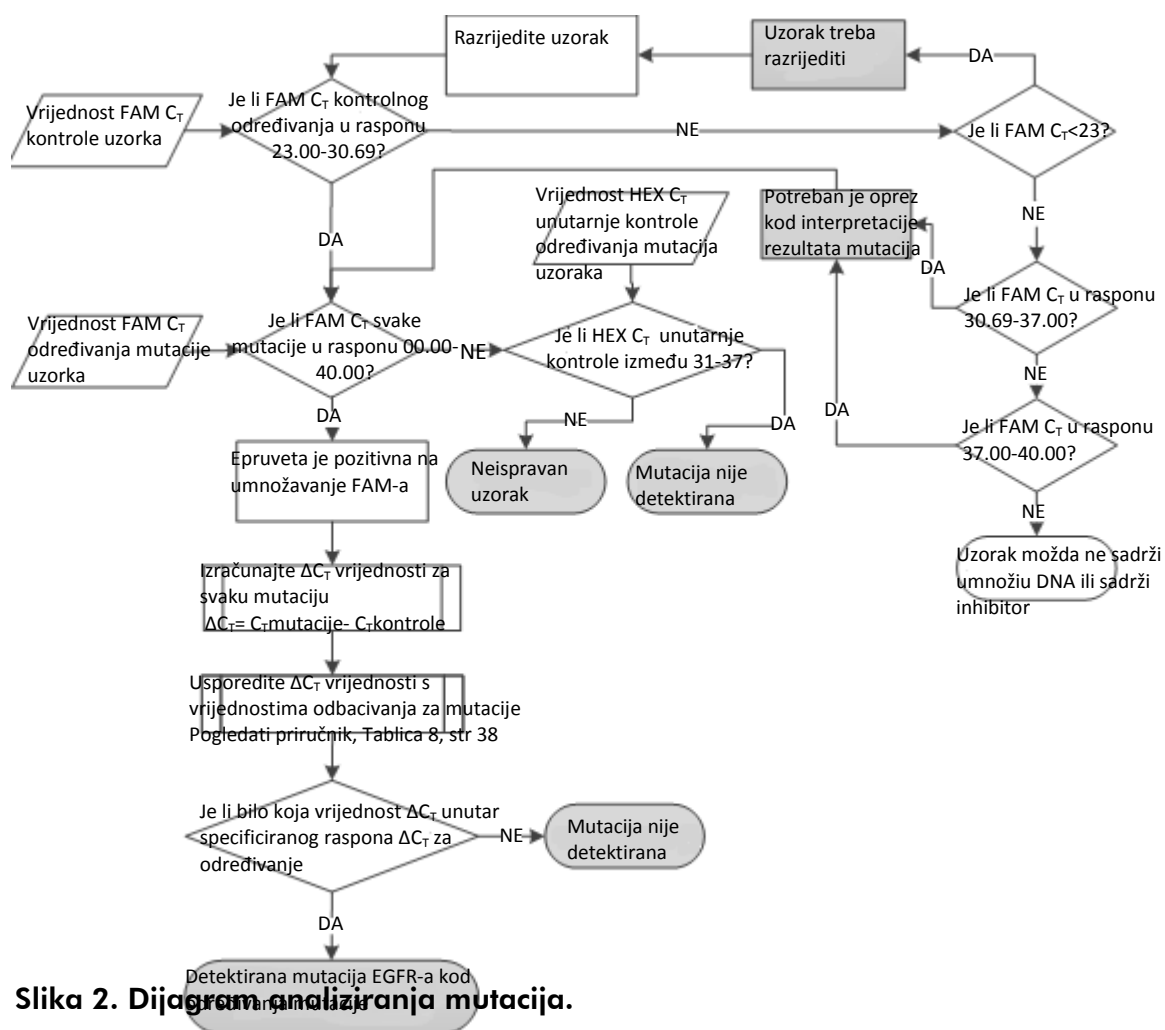 Razrijedite uzorak
Uzorak treba
razrijediti
DA
Vrijednost FAM CT
kontrole uzorka
Je li FAM CT kontrolnog
određivanja u rasponu
23.00-30.69?
NE
Je li FAM CT<23?
DA
NE
Vrijednost HEX CT
unutarnje kontrole
određivanja mutacija
uzoraka
Potreban je oprez
kod interpretacije
rezultata mutacija
DA
Je li FAM CT u rasponu
30.69-37.00?
NE
Vrijednost FAM CT
određivanja mutacije
uzorka
Je li FAM CT svake
mutacije u rasponu 00.00-
40.00?
NE
Je li HEX CT unutarnje
kontrole između 31-37?
DA
NE
DA
DA
Je li FAM CT u rasponu
37.00-40.00?
NE
Epruveta je pozitivna na
umnožavanje FAM-a
Neispravan
uzorak
Mutacija nije
detektirana
Uzorak možda ne sadrži
umnožiu DNA ili sadrži
inhibitor
Izračunajte ΔCT vrijednosti za
svaku mutaciju
ΔCT= CTmutacije- CTkontrole
Usporedite ΔCT vrijednosti s
vrijednostima odbacivanja za mutacije
Pogledati priručnik, Tablica 8, str 38
Je li bilo koja vrijednost ΔCT unutar
specificiranog raspona ΔCT za
određivanje
NE
Mutacija nije
detektirana
DA
Detektirana mutacija EGFR-a kod
određivanja mutacije
Slika 2. Dijagram analiziranja mutacija.